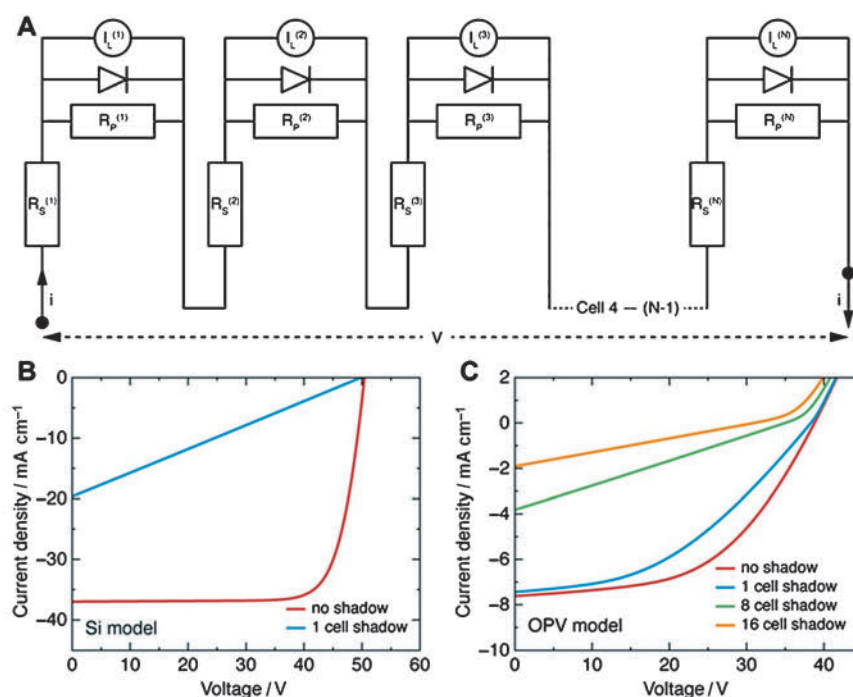 A
I_L^(1) I_L^(2) I_L^(3) I_L^(N)
R_P^(1) R_P^(2) R_P^(3) R_P^(N)
R_S^(1) R_S^(2) R_S^(3) R_S^(N)
i Cell 4 — (N-1) i
V
B
Current density / mA cm⁻¹
0
−10
−20
−30
−40
Si model
no shadow
1 cell shadow
0 10 20 30 40 50 60
Voltage / V
C
Current density / mA cm⁻¹
2
0
−2
−4
−6
−8
−10
no shadow
1 cell shadow
8 cell shadow
16 cell shadow
OPV model
0 10 20 30 40
Voltage / V